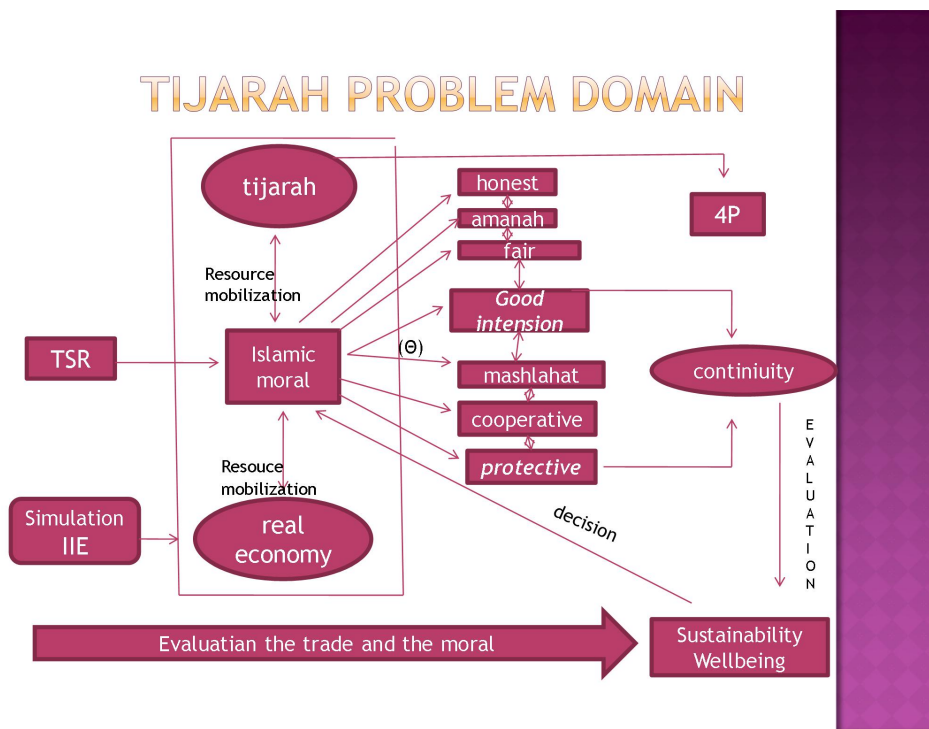 TIJARAH PROBLEM DOMAIN
tijarah
honest
amanah
fair
4P
Resource
mobilization
Good
intension
TSR
Islamic
moral
(Θ)
mashlahat
continiuity
cooperative
protective
Resouce
mobilization
Simulation
IIE
real
economy
decision
EVALUATION
Evaluatian the trade and the moral
Sustainability
Wellbeing